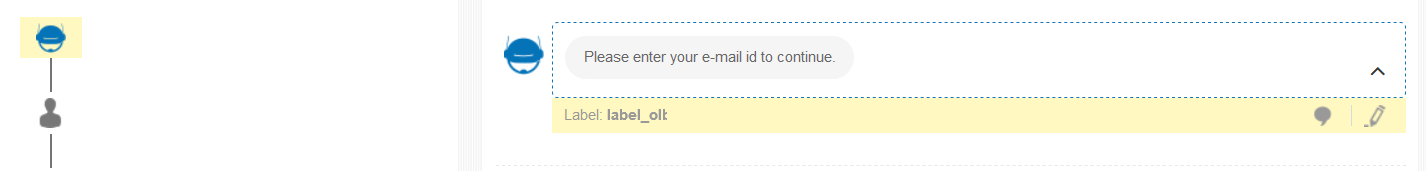 Please enter your e-mail id to continue.
Label: label_olb